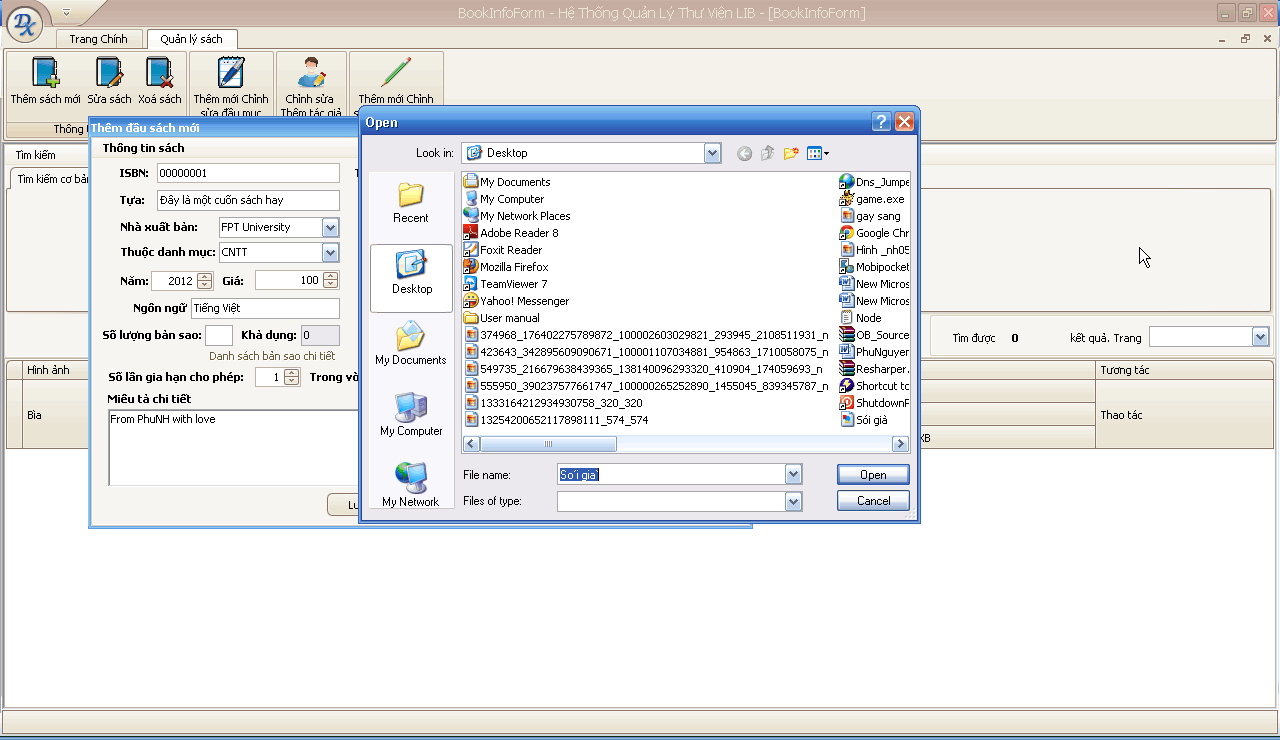 BookInfoForm - Hệ Thống Quản Lý Thư Viên LIB - [BookInfoForm]
Trang Chính
Quản lý sách
Thêm sách mới
Sửa sách
Xoá sách
Thêm mới Chỉnh
sửa đầu mục
Chỉnh sửa
Thêm tác giả
Thêm mới Chỉnh
Thông
Thêm đầu sách mới
Tìm kiếm
Tìm kiếm cơ bản
Thông tin sách
ISBN:
00000001
Tựa:
Đây là một cuốn sách hay
Nhà xuất bản:
FPT University
Thuộc danh mục:
CNTT
Năm:
2012
Giá:
100
Ngôn ngữ
Tiếng Việt
Số lượng bản sao:
Khả dụng:
0
Danh sách bản sao chi tiết
Số lần gia hạn cho phép:
1
Trong vò
Miêu tả chi tiết
From PhuNH with love
Lu
Hình ảnh
Bìa
Open
Look in:
Desktop
Recent
Desktop
My Documents
My Computer
My Network
My Documents
My Computer
My Network Places
Adobe Reader 8
Foxit Reader
Mozilla Firefox
TeamViewer 7
Yahoo! Messenger
User manual
374968_176402275789872_100002603029821_293945_2108511931_n
423643_342895609090671_100001107034881_954863_1710058075_n
549735_216679638439365_138140096293320_410904_174059693_n
555950_390237577661747_100000265252890_1455045_839345787_n
1333164212934930758_320_320
13254200652117898111_574_574
Dns_Jumpe
game.exe
gay sang
Google Chr
Hình _nh05
Mobipocket
New Micros
New Micros
Node
OB_Source
PhuNguyen
Resharper.
Shortcut to
ShutdownP
Sói già
File name:
Sói già
Files of type:
Open
Cancel
Tìm được
0
kết quả. Trang
Tương tác
Thao tác
XB